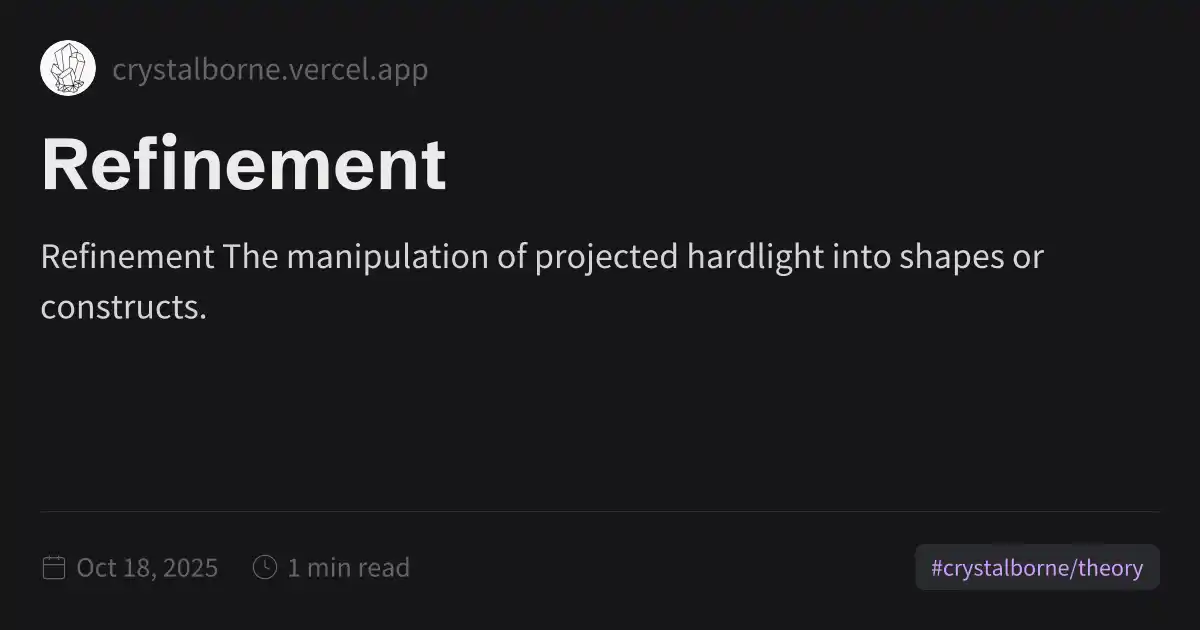 crystalborne.vercel.app
Refinement
Refinement The manipulation of projected hardlight into shapes or
constructs.
Oct 18, 2025
1 min read
#crystalborne/theory